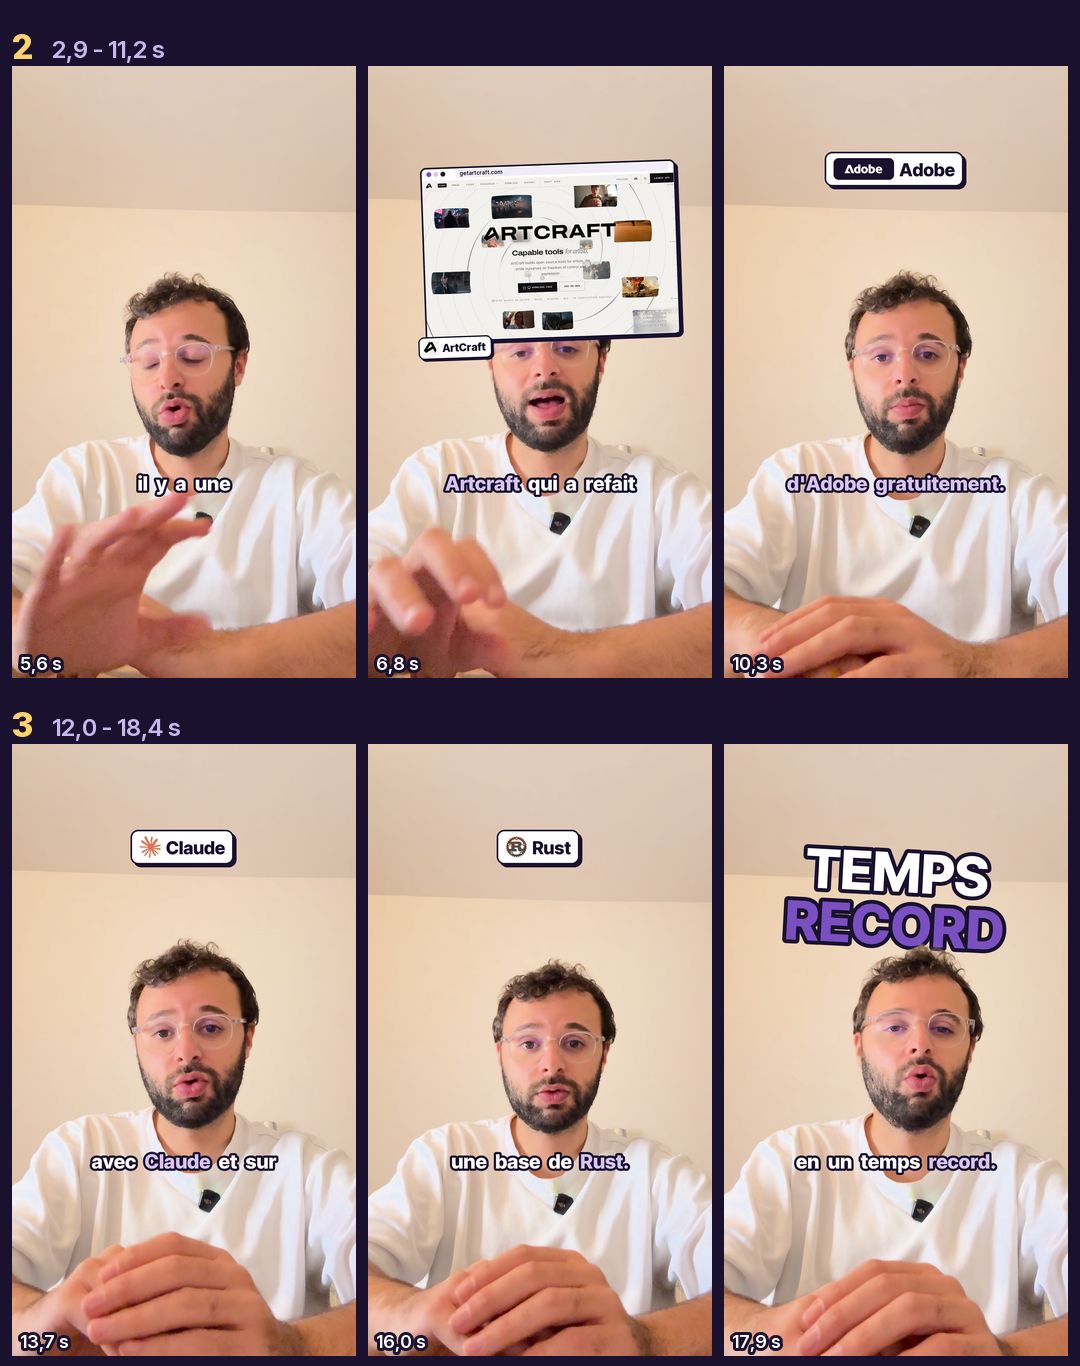 2 2,9 - 11,2 s
il y a une
5,6 s
getartcraft.com
ARTCRAFT
Capable tools
ArtCraft
Artcraft qui a refait
6,8 s
Adobe Adobe
d'Adobe gratuitement.
10,3 s
3 12,0 - 18,4 s
Claude
avec Claude et sur
13,7 s
Rust
une base de Rust.
16,0 s
TEMPS
RECORD
en un temps record.
17,9 s